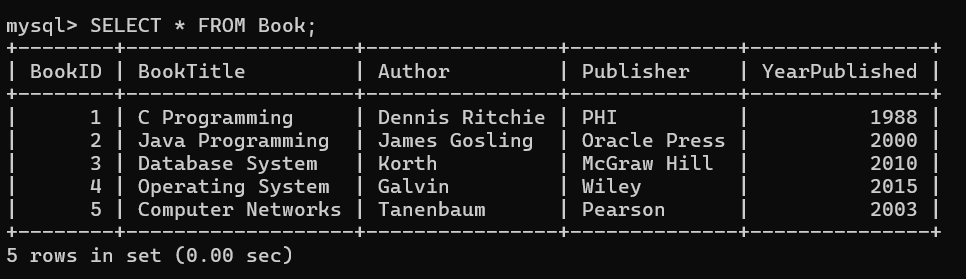 mysql> SELECT * FROM Book;
+--------+-------------------+----------------+--------------+---------------+
| BookID | BookTitle         | Author         | Publisher    | YearPublished |
+--------+-------------------+----------------+--------------+---------------+
|      1 | C Programming     | Dennis Ritchie | PHI          |          1988 |
|      2 | Java Programming  | James Gosling  | Oracle Press |          2000 |
|      3 | Database System   | Korth          | McGraw Hill  |          2010 |
|      4 | Operating System  | Galvin         | Wiley        |          2015 |
|      5 | Computer Networks | Tanenbaum      | Pearson      |          2003 |
+--------+-------------------+----------------+--------------+---------------+
5 rows in set (0.00 sec)